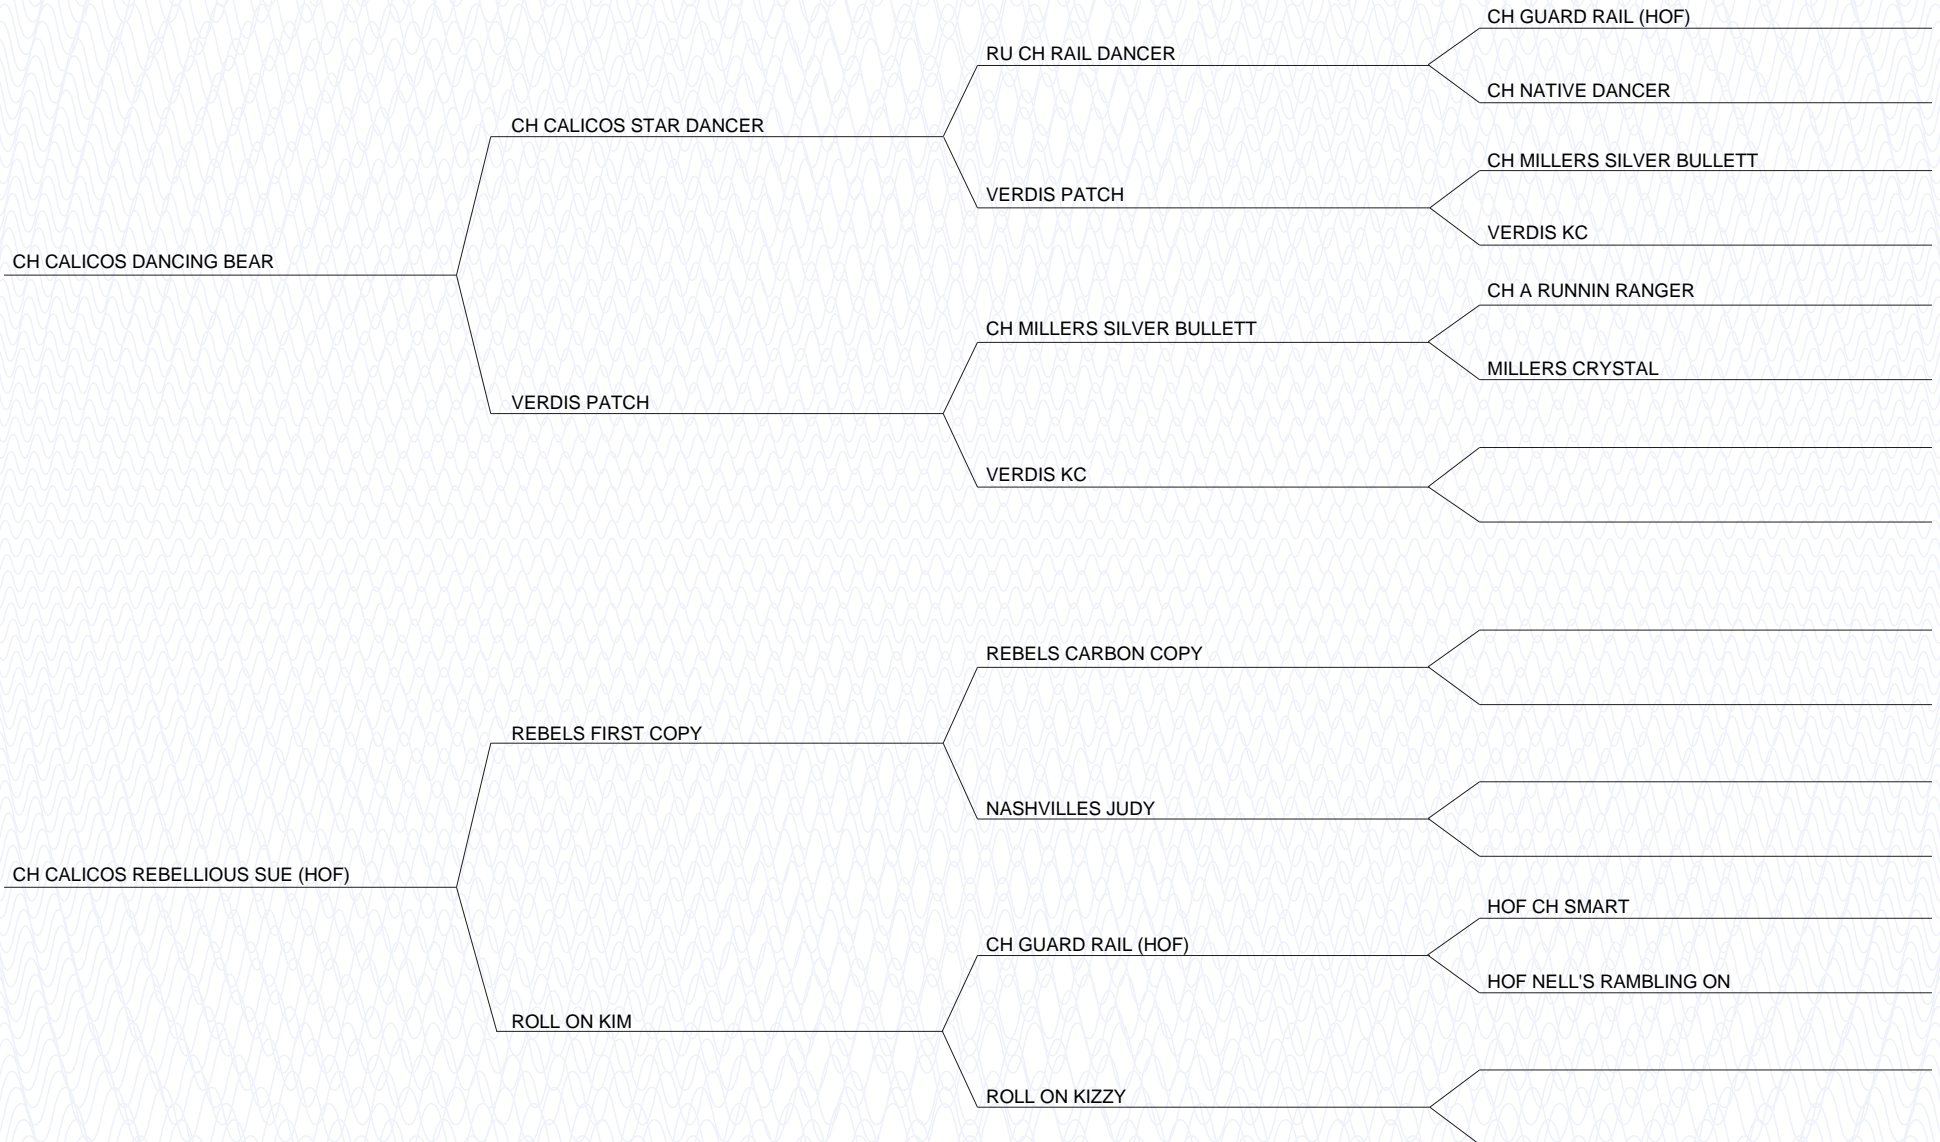 CH GUARD RAIL (HOF)
RU CH RAIL DANCER
CH NATIVE DANCER
CH CALICOS STAR DANCER
CH MILLERS SILVER BULLETT
VERDIS PATCH
VERDIS KC
CH CALICOS DANCING BEAR
CH A RUNNIN RANGER
CH MILLERS SILVER BULLETT
MILLERS CRYSTAL
VERDIS PATCH
VERDIS KC
REBELS CARBON COPY
REBELS FIRST COPY
NASHVILLES JUDY
CH CALICOS REBELLIOUS SUE (HOF)
HOF CH SMART
CH GUARD RAIL (HOF)
HOF NELL'S RAMBLING ON
ROLL ON KIM
ROLL ON KIZZY